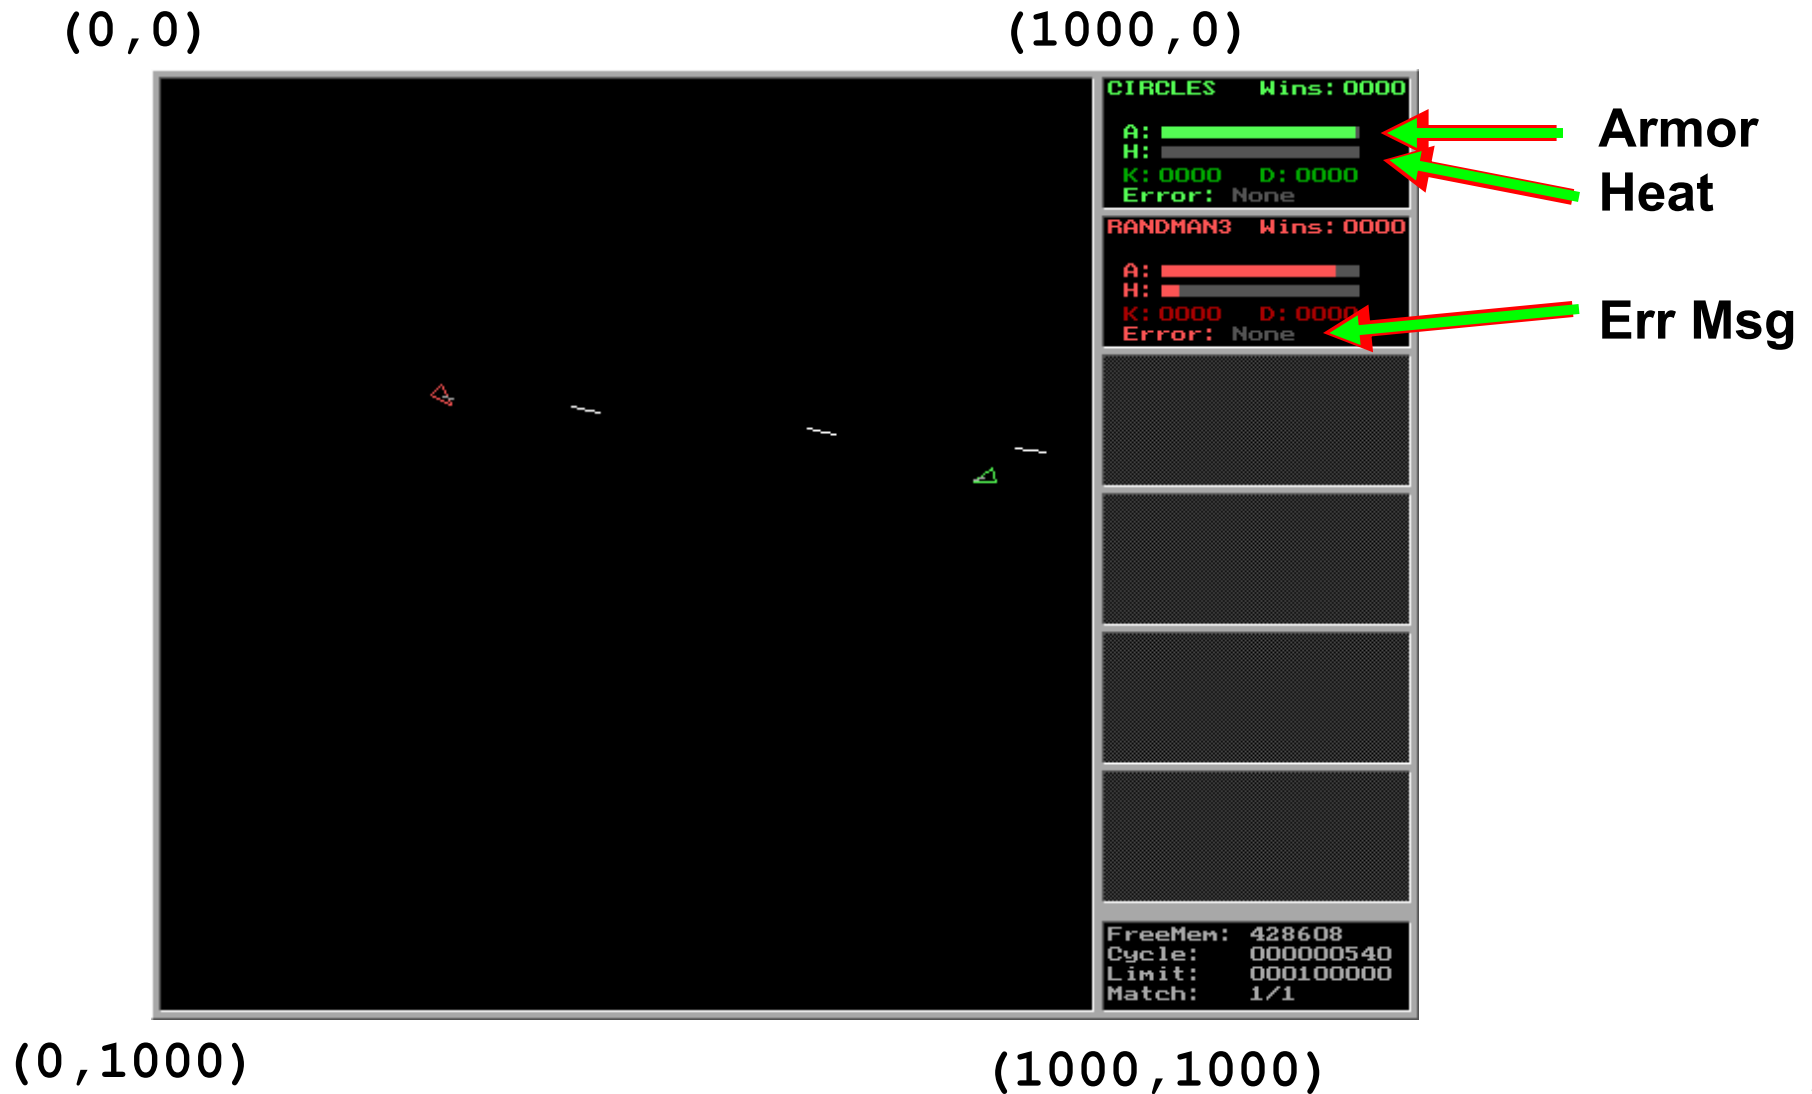 (0,0)
(1000,0)
CIRCLES Wins:0000
A:
H:
K:0000 D:0000
Error: None
RANDMAN3 Wins:0000
A:
H:
K:0000 D:0000
Error: None
Armor
Heat
Err Msg
FreeMem: 428608
Cycle: 000000540
Limit: 000100000
Match: 1/1
(0,1000)
(1000,1000)